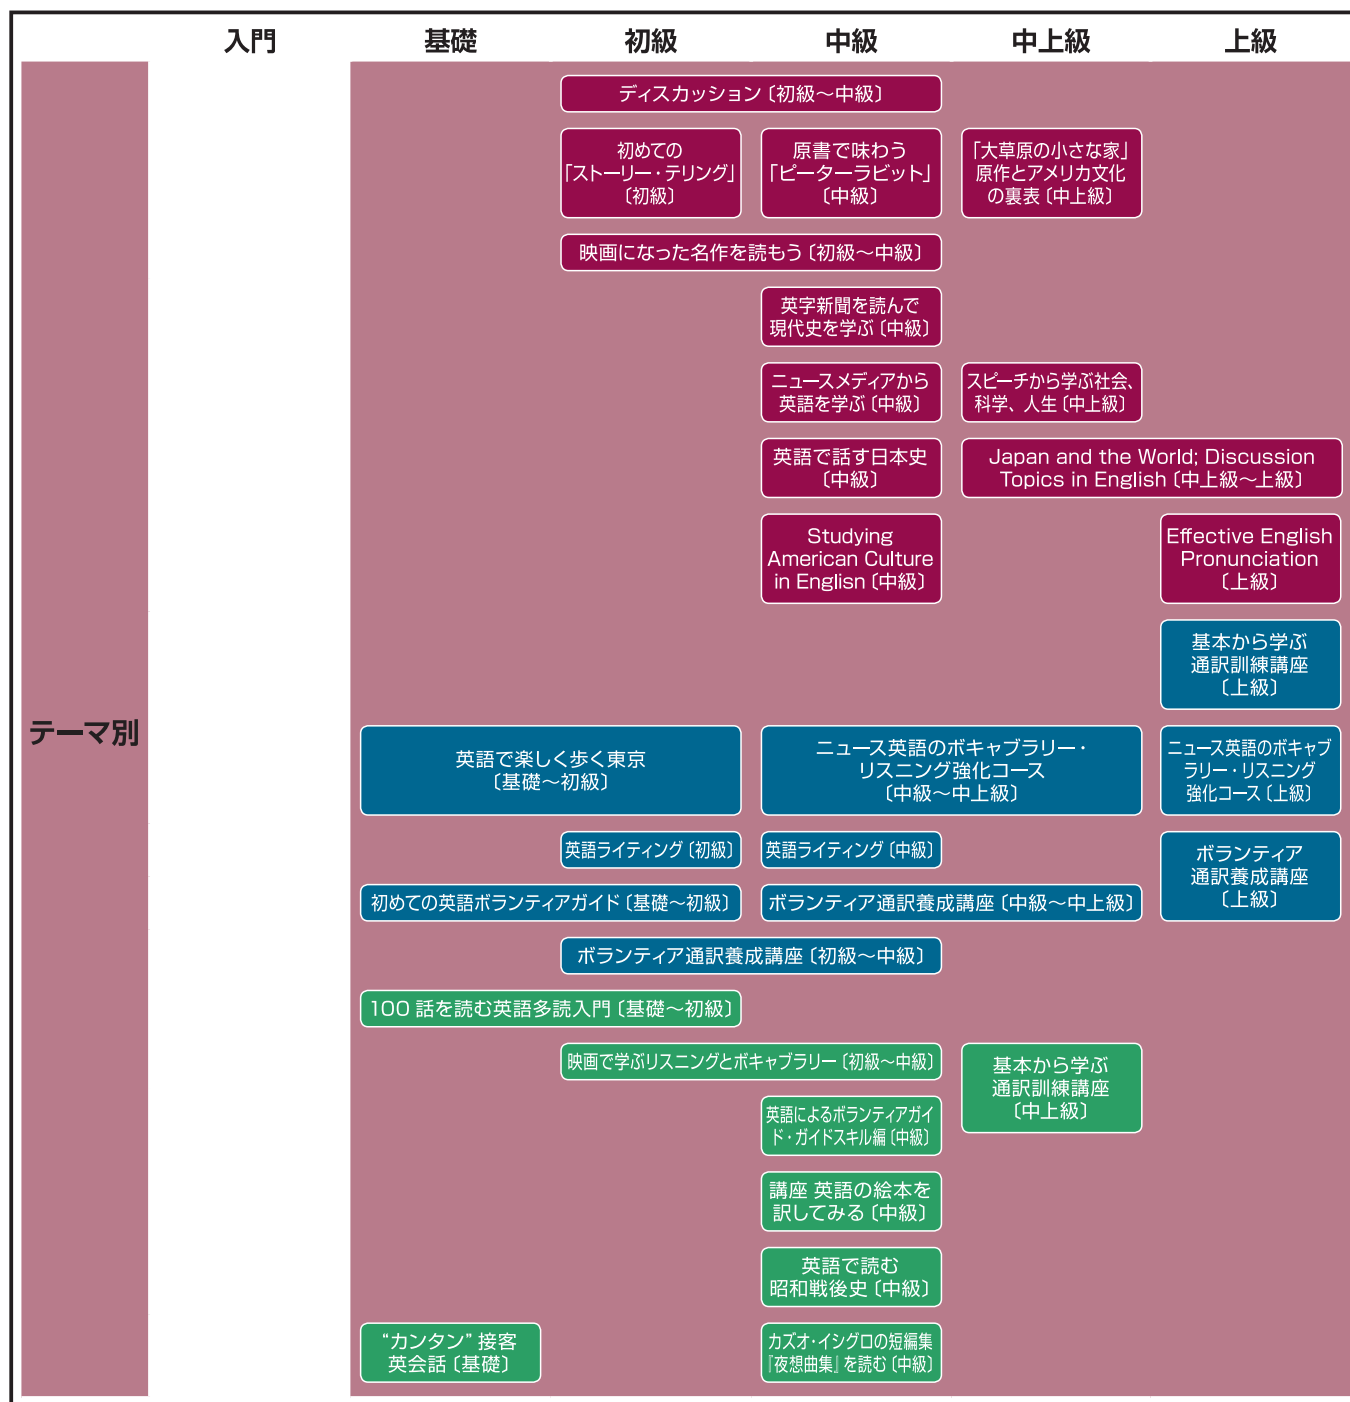 入門
基礎
初級
中級
中上級
上級
テーマ別
ディスカッション〔初級～中級〕
初めての
「ストーリー・テリング」
〔初級〕
原書で味わう
「ピーターラビット」
〔中級〕
「大草原の小さな家」
原作とアメリカ文化
の裏表〔中上級〕
映画になった名作を読もう〔初級～中級〕
英字新聞を読んで
現代史を学ぶ〔中級〕
ニュースメディアから
英語を学ぶ〔中級〕
スピーチから学ぶ社会、
科学、人生〔中上級〕
英語で話す日本史
〔中級〕
Japan and the World; Discussion
Topics in English〔中上級～上級〕
Studying
American Culture
in Englisn〔中級〕
Effective English
Pronunciation
〔上級〕
基本から学ぶ
通訳訓練講座
〔上級〕
英語で楽しく歩く東京
〔基礎～初級〕
ニュース英語のボキャブラリー・
リスニング強化コース
〔中級～中上級〕
ニュース英語のボキャブ
ラリー・リスニング
強化コース〔上級〕
英語ライティング〔初級〕
英語ライティング〔中級〕
ボランティア
通訳養成講座
〔上級〕
初めての英語ボランティアガイド〔基礎～初級〕
ボランティア通訳養成講座〔中級～中上級〕
ボランティア通訳養成講座〔初級～中級〕
100 話を読む英語多読入門〔基礎～初級〕
映画で学ぶリスニングとボキャブラリー〔初級～中級〕
基本から学ぶ
通訳訓練講座
〔中上級〕
英語によるボランティアガイ
ド・ガイドスキル編〔中級〕
講座 英語の絵本を
訳してみる〔中級〕
英語で読む
昭和戦後史〔中級〕
“カンタン” 接客
英会話〔基礎〕
カズオ・イシグロの短編集
『夜想曲集』を読む〔中級〕